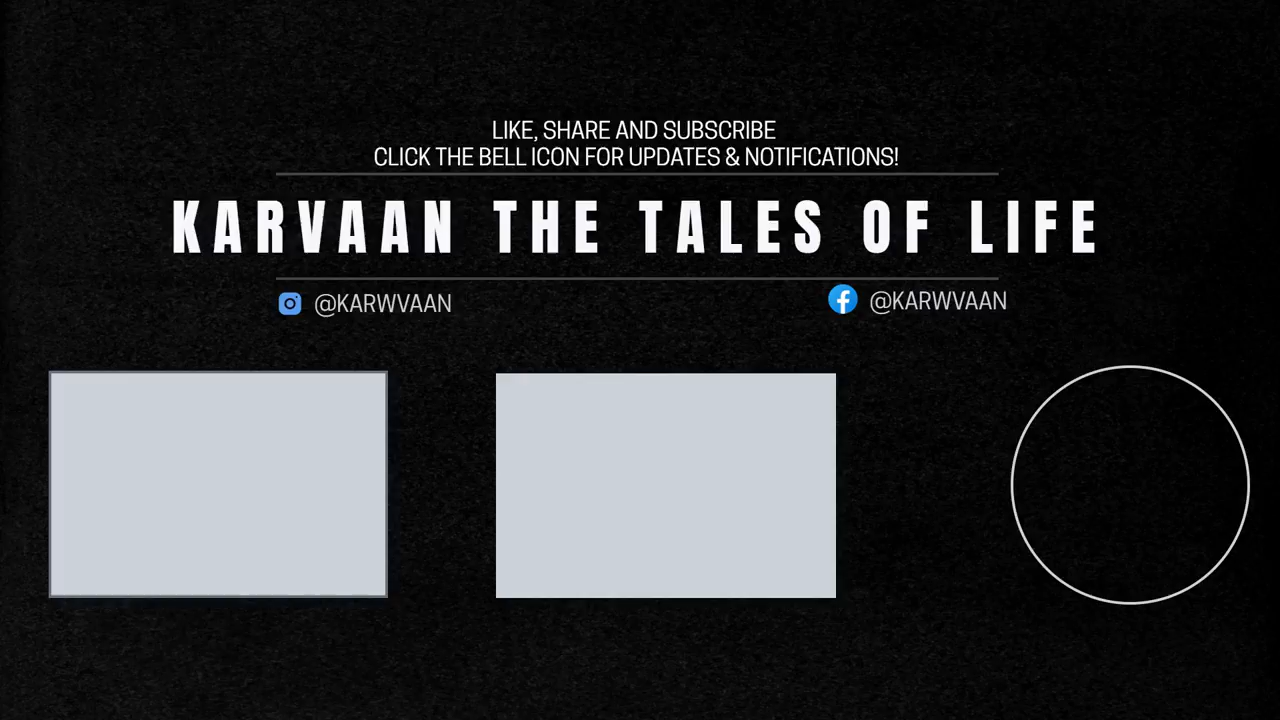 LIKE, SHARE AND SUBSCRIBE
CLICK THE BELL ICON FOR UPDATES & NOTIFICATIONS!
KARVAAN THE TALES OF LIFE
@KARWVAAN
@KARWVAAN